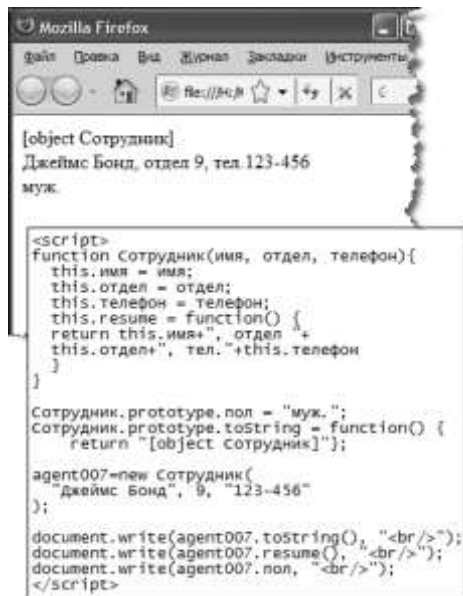 Mozilla Firefox
Файл Правка Вид Журнал Закладки Инструменты
file:///H:/
[object Сотрудник]
Джеймс Бонд, отдел 9, тел.123-456
муж.
<script>
function Сотрудник(имя, отдел, телефон){
this.имя = имя;
this.отдел = отдел;
this.телефон = телефон;
this.resume = function() {
return this.имя+", отдел "+
this.отдел+", тел."+this.телефон
}
}
Сотрудник.prototype.пол = "муж.";
Сотрудник.prototype.toString = function() {
return "[object Сотрудник]"};
agent007=new Сотрудник(
"Джеймс Бонд", 9, "123-456"
);
document.write(agent007.toString(), "<br/>");
document.write(agent007.resume(), "<br/>");
document.write(agent007.пол, "<br/>");
</script>